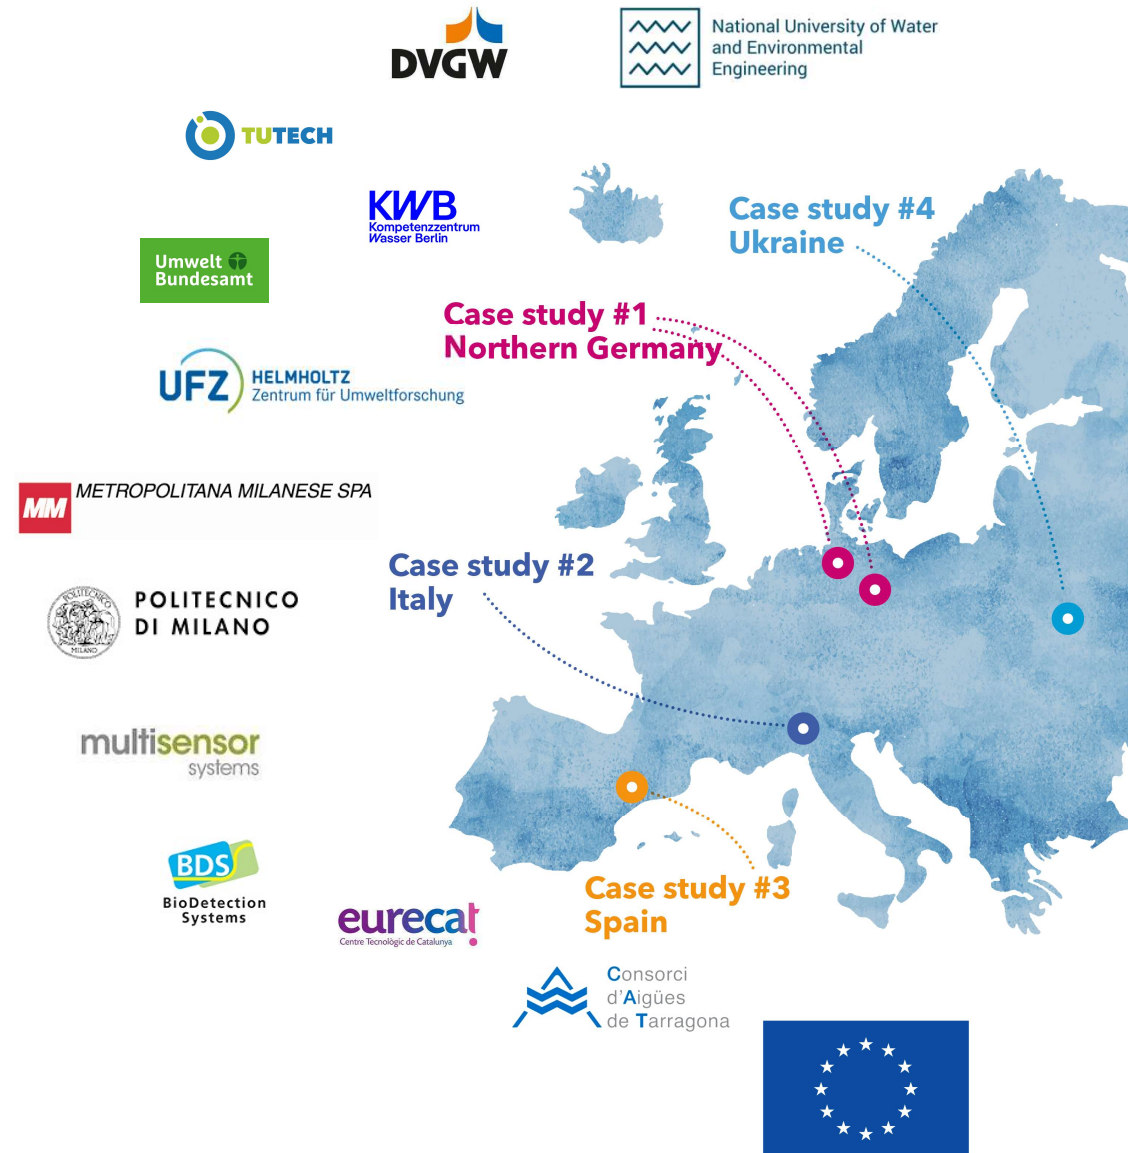 DVGW
National University of Water
and Environmental
Engineering
TUTECH
KWB
Kompetenzzentrum
Wasser Berlin
Case study #4
Ukraine
Umwelt
Bundesamt
Case study #1
Northern Germany
UFZ
HELMHOLTZ
Zentrum für Umweltforschung
MM
METROPOLITANA MILANESE SPA
Case study #2
Italy
POLITECNICO
MILANO
POLITECNICO
DI MILANO
multisensor
systems
BDS
BioDetection
Systems
Case study #3
Spain
eurecat
Centre Tecnològic de Catalunya
Consorci
d'Aigües
de Tarragona